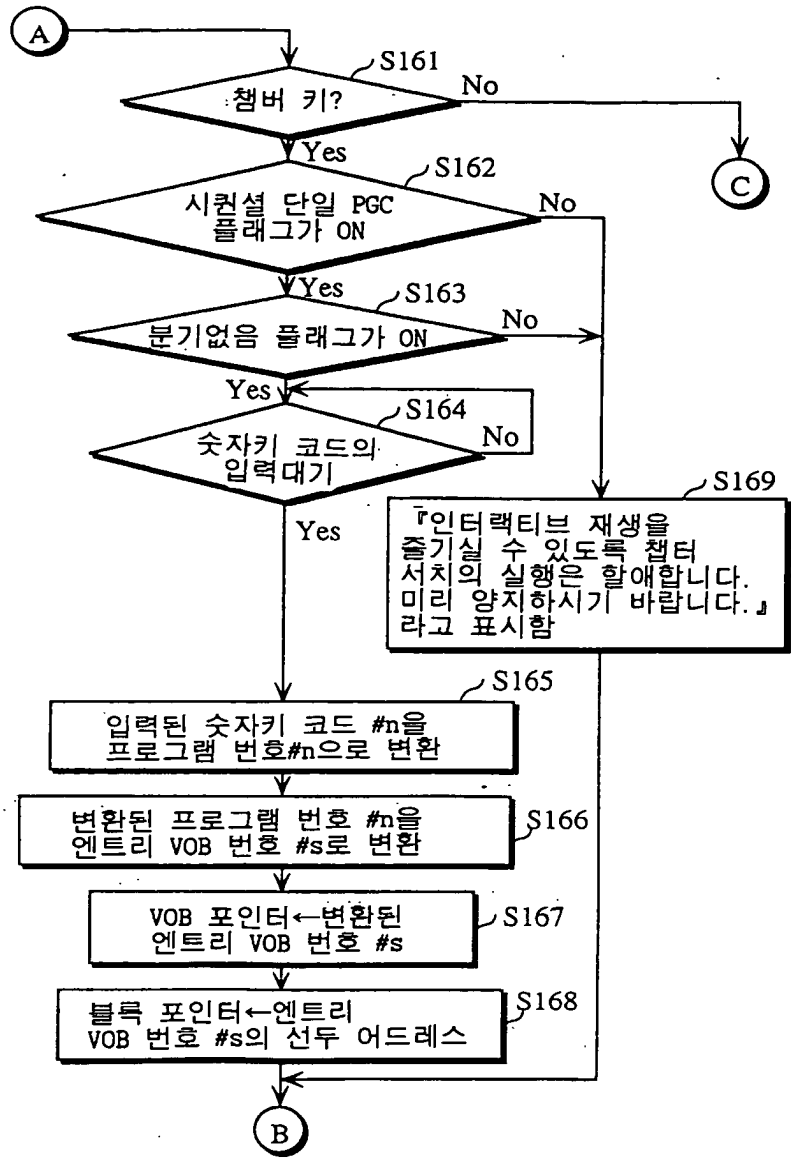 A
S161
챔버 키?
No
Yes
C
S162
시퀀셜 단일 PGC
플래그가 ON
No
Yes
S163
분기없음 플래그가 ON
No
Yes
S164
숫자키 코드의
입력대기
No
Yes
S169
『인터랙티브 재생을
즐기실 수 있도록 챕터
서치의 실행은 할애합니다.
미리 양지하시기 바랍니다.』
라고 표시함
S165
입력된 숫자키 코드 #n을
프로그램 번호#n으로 변환
변환된 프로그램 번호 #n을
엔트리 VOB 번호 #s로 변환
S166
VOB 포인터←변환된
엔트리 VOB 번호 #s
S167
블록 포인터←엔트리
VOB 번호 #s의 선두 어드레스
S168
B